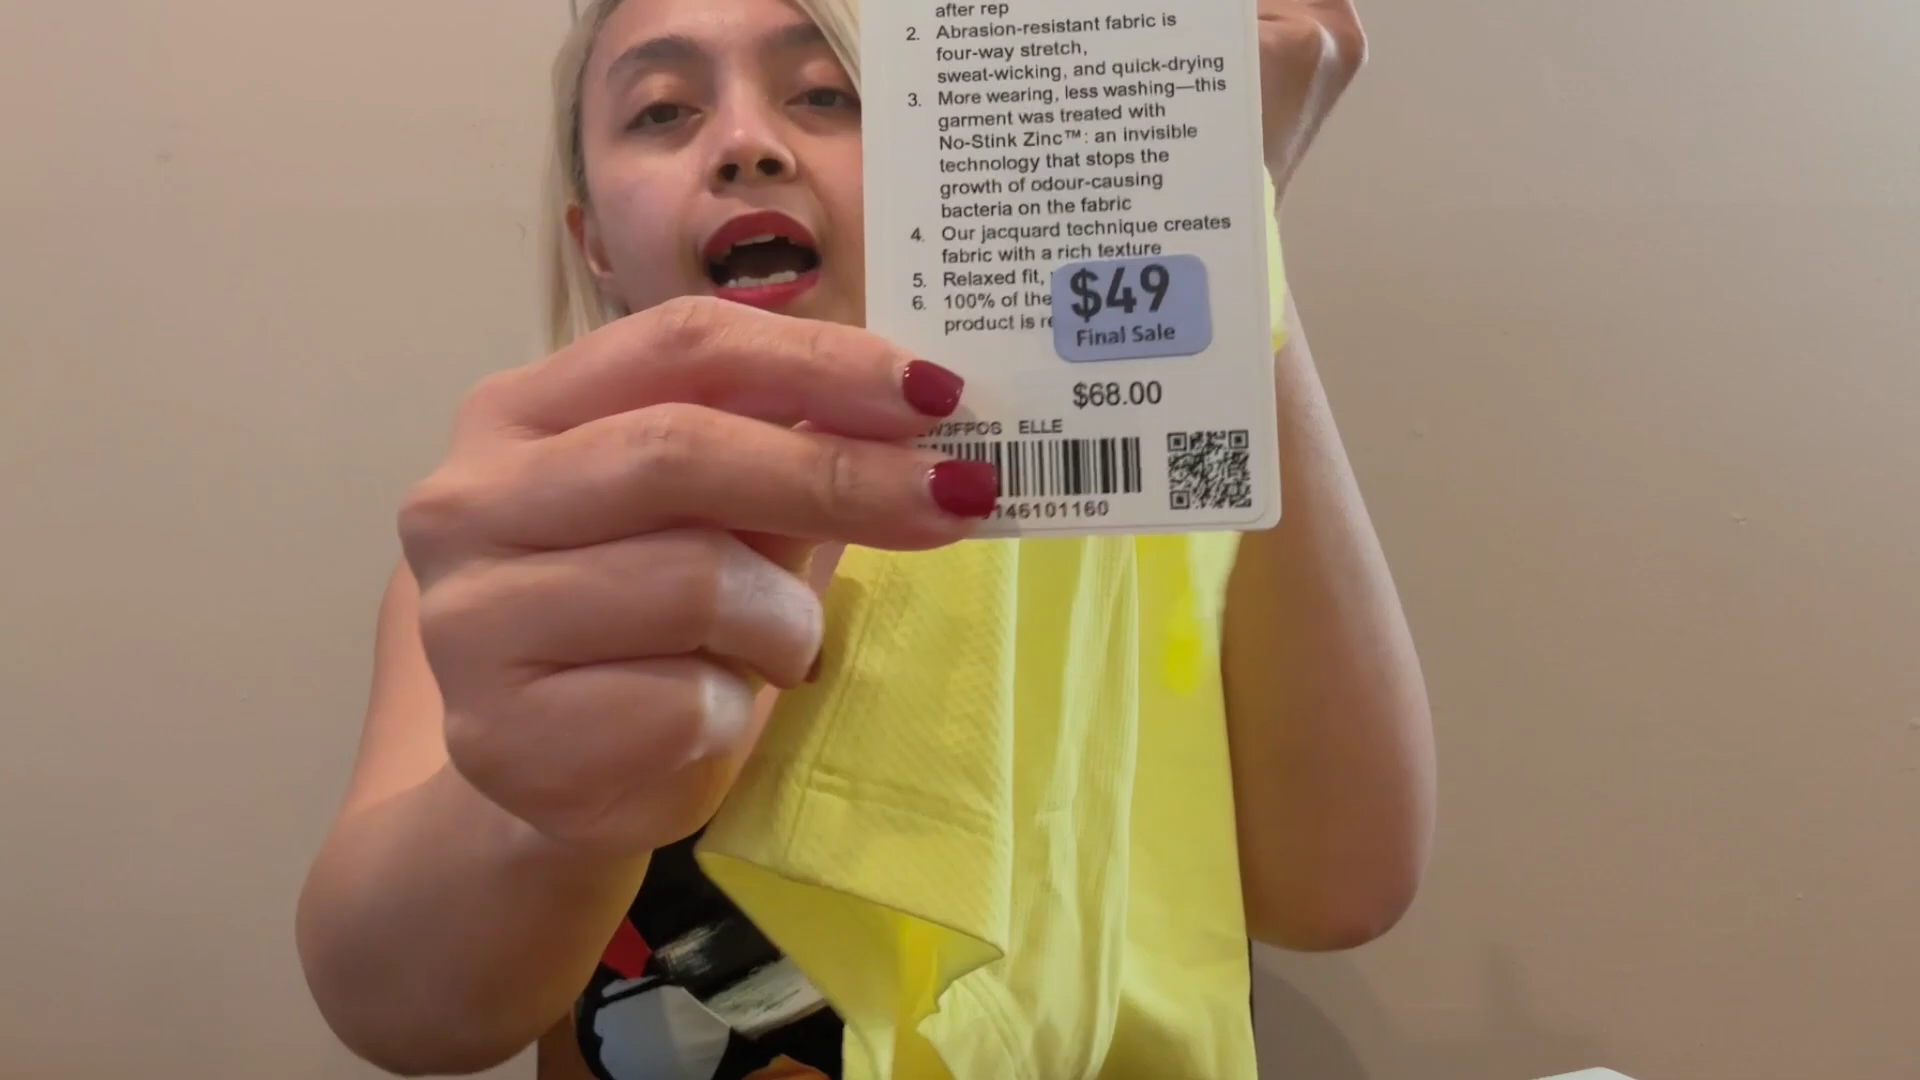 after rep
2. Abrasion-resistant fabric is
four-way stretch,
sweat-wicking, and quick-drying
3. More wearing, less washing—this
garment was treated with
No-Stink Zinc™: an invisible
technology that stops the
growth of odour-causing
bacteria on the fabric
4. Our jacquard technique creates
fabric with a rich texture
5. Relaxed fit,
6. 100% of the
product is
$49
Final Sale
$68.00
W3FPOS ELLE
146101160